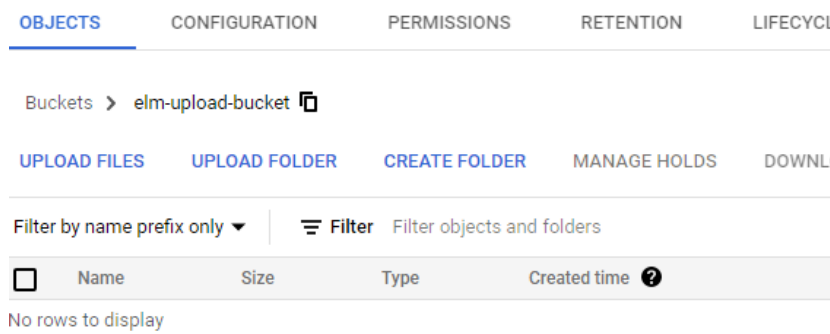 OBJECTS CONFIGURATION PERMISSIONS RETENTION
Buckets > elm-upload-bucket
UPLOAD FILES UPLOAD FOLDER CREATE FOLDER MANAGE HOLDS
Filter by name prefix only Filter Filter objects and folders
Name Size Type Created time ?
No rows to display